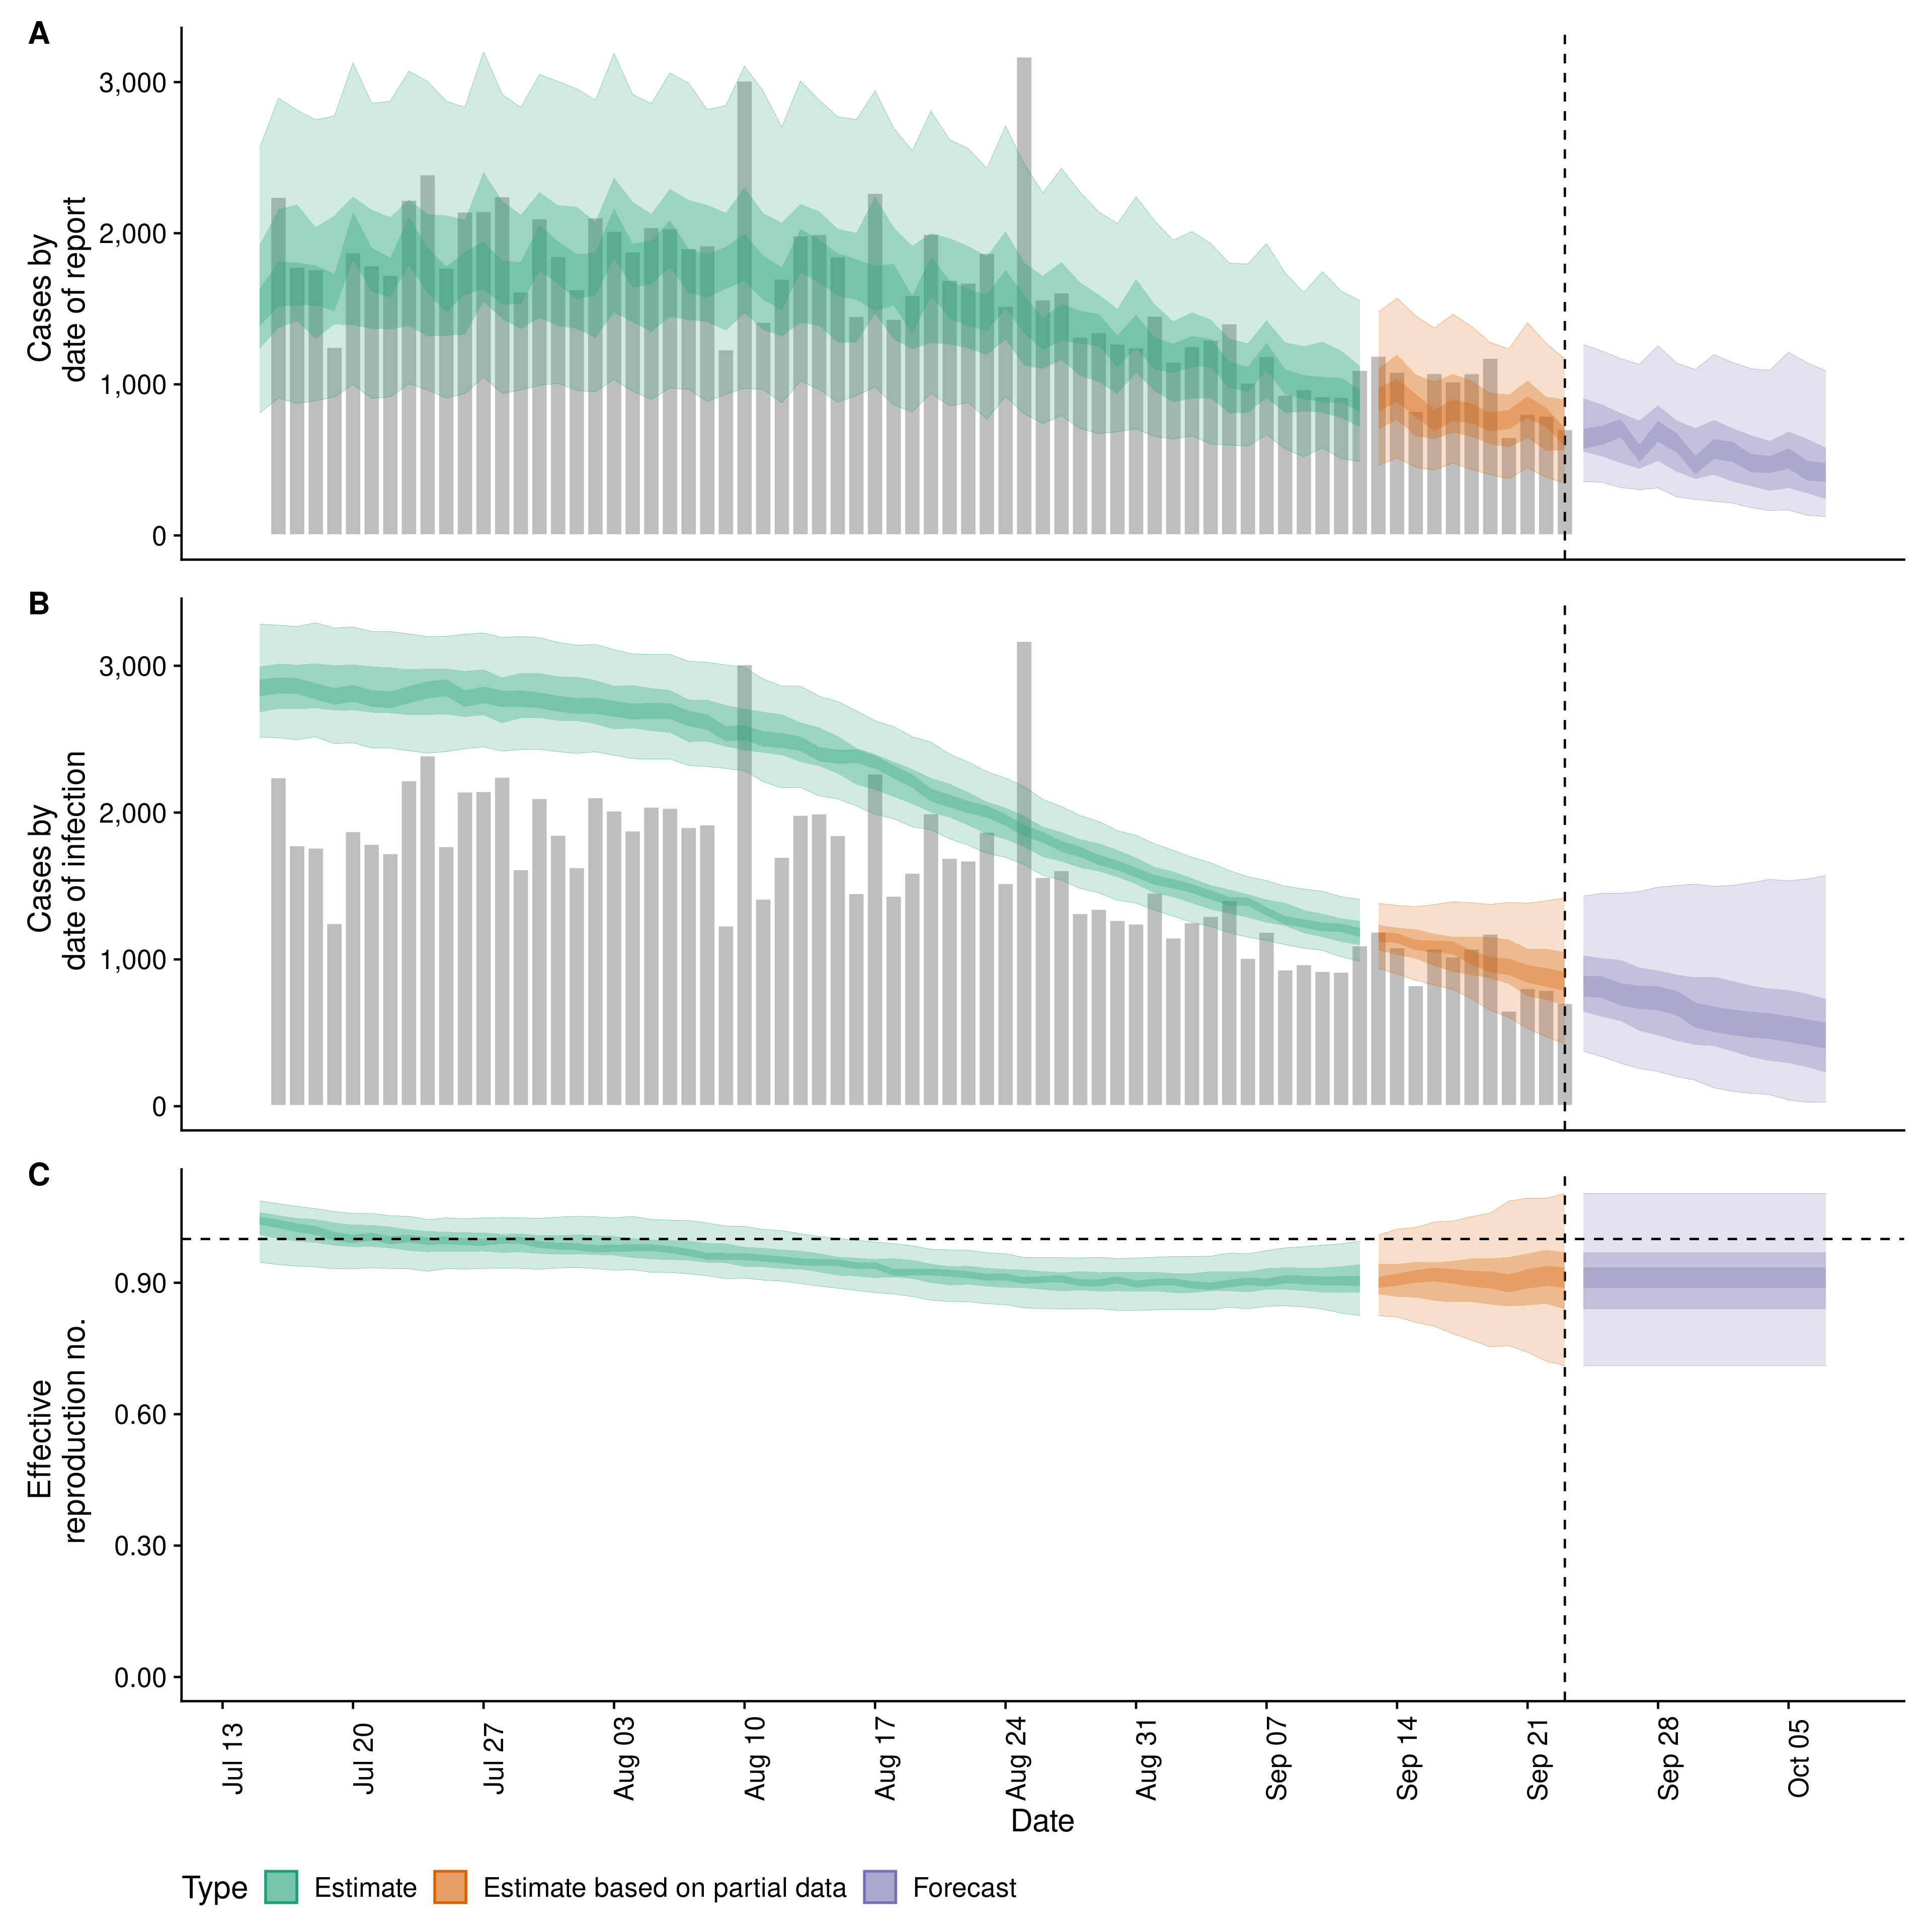 A
Cases by
date of report
3,000
2,000
1,000
0
B
Cases by
date of infection
3,000
2,000
1,000
0
C
Effective
reproduction no.
0.90
0.60
0.30
0.00
Jul 13
Jul 20
Jul 27
Aug 03
Aug 10
Aug 17
Aug 24
Aug 31
Sep 07
Sep 14
Sep 21
Sep 28
Oct 05
Date
Type Estimate Estimate based on partial data Forecast